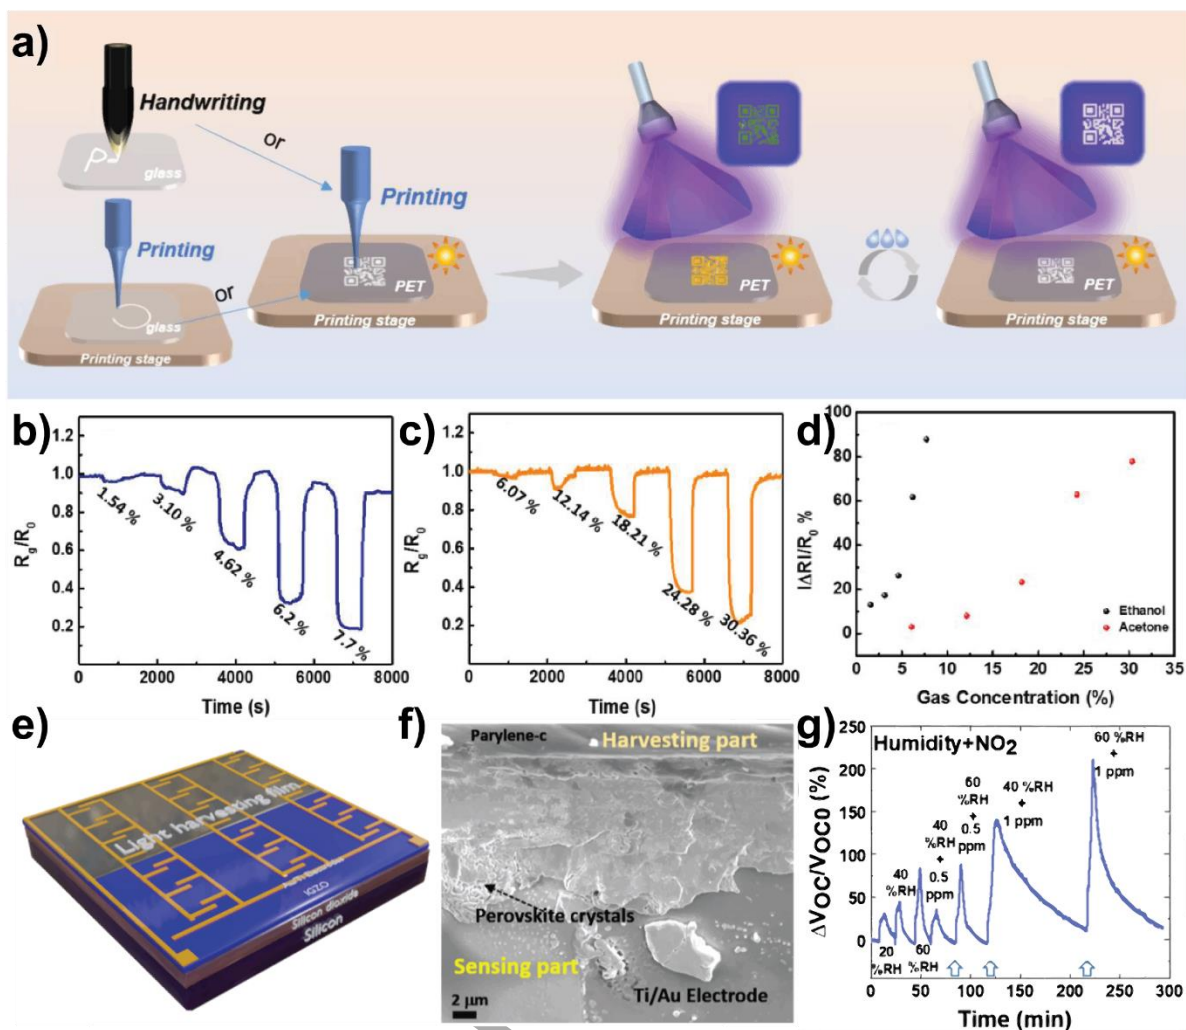 a)
Handwriting
or
glass
Printing
Printing
or
glass
Printing stage
PET
Printing stage
PET
Printing stage
PET
Printing stage
b)
1.2
1.0
0.8
0.6
0.4
0.2
Rg/R0
1.54 %
3.10 %
4.62 %
6.2 %
7.7 %
0 2000 4000 6000 8000
Time (s)
c)
1.2
1.0
0.8
0.6
0.4
0.2
Rg/R0
6.07 %
12.14 %
18.21 %
24.28 %
30.36 %
0 2000 4000 6000 8000
Time (s)
d)
100
80
60
40
20
0
IΔRI/R0 %
Ethanol
Acetone
0 5 10 15 20 25 30 35
Gas Concentration (%)
e)
Light harvesting film
IGZO
Silicon dioxide
Silicon
f)
Parylene-c
Harvesting part
Perovskite crystals
Sensing part
Ti/Au Electrode
2 µm
g)
Humidity+NO2
250
200
150
100
50
0
ΔVOC/VOC0 (%)
20
%RH
40
%RH
60
%RH
40
%RH
+
0.5
ppm
60
%RH
+
0.5
ppm
40 %RH
+
1 ppm
60 %RH
+
1 ppm
0 50 100 150 200 250 300
Time (min)